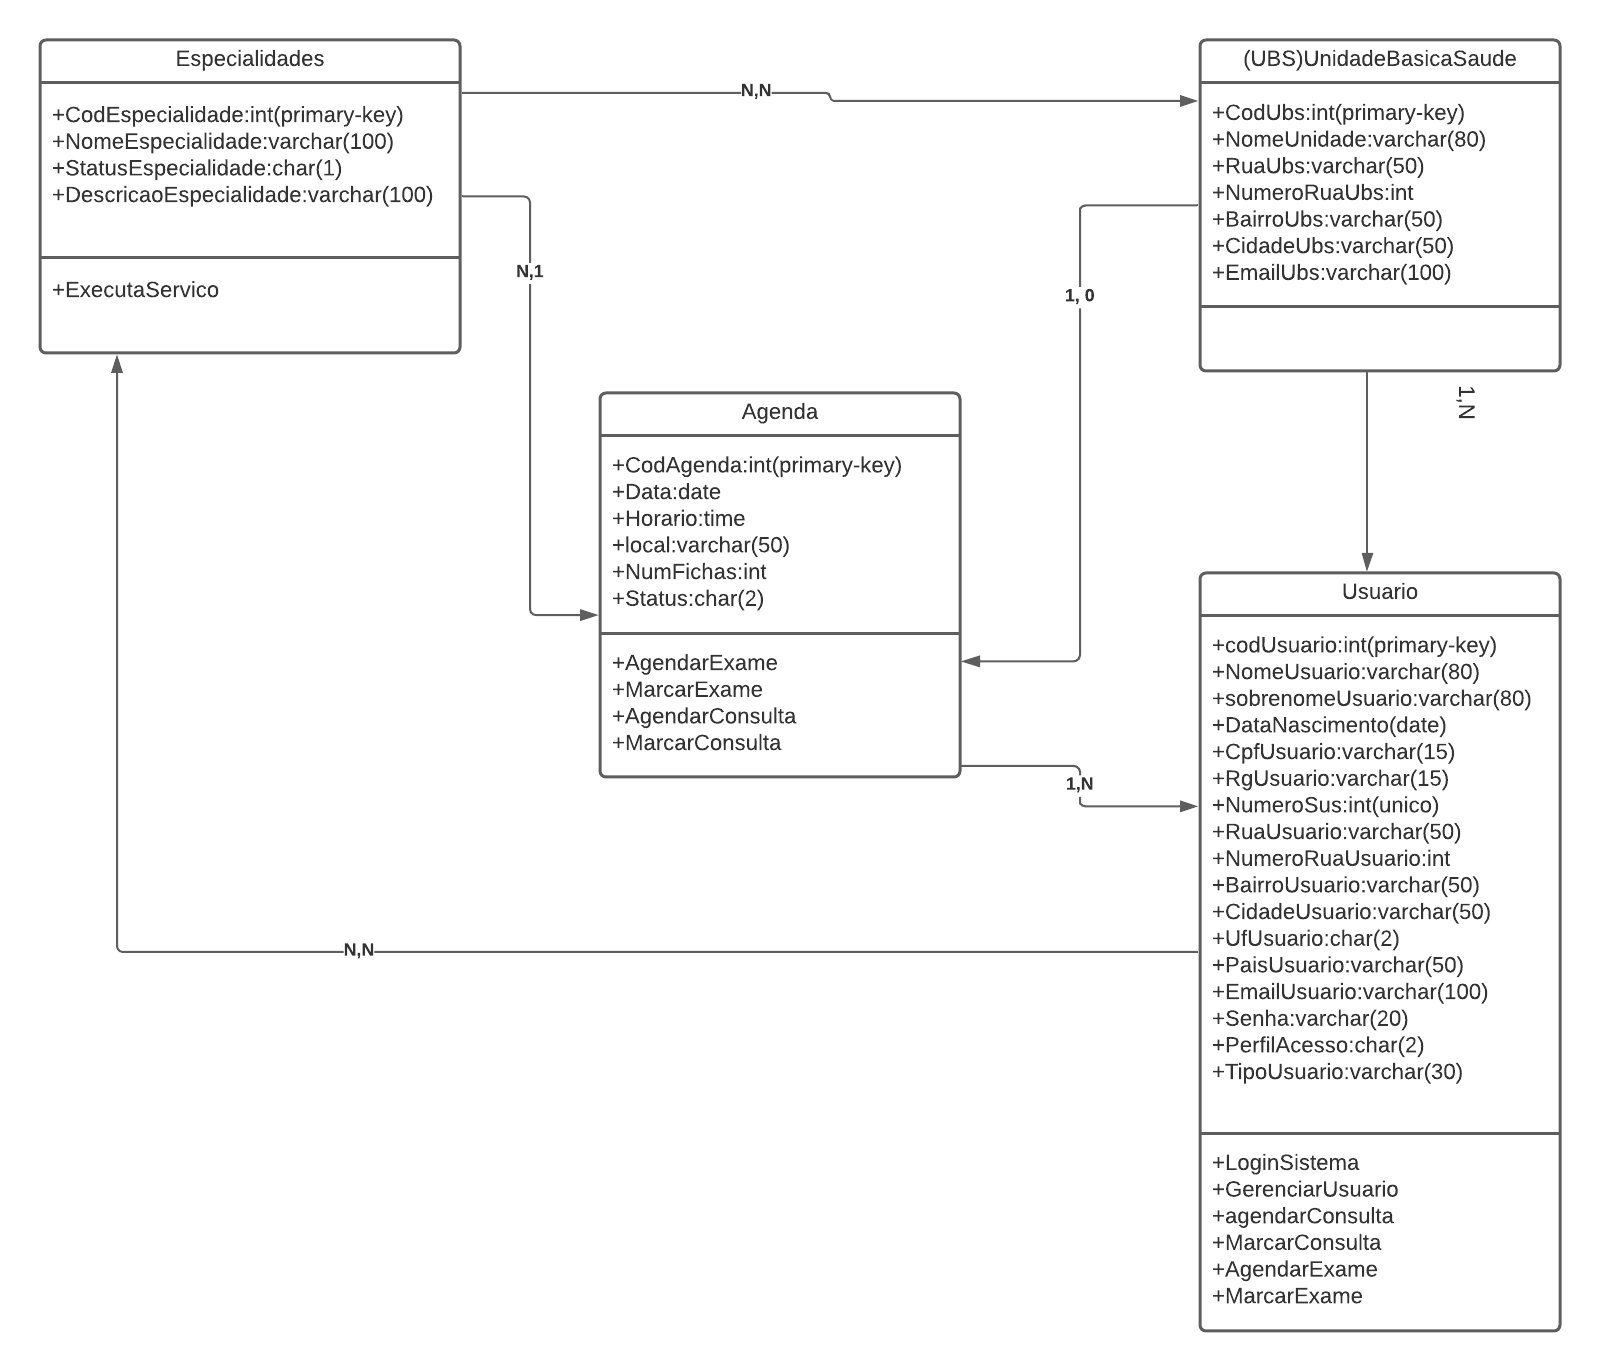 Especialidades
+CodEspecialidade:int(primary-key)
+NomeEspecialidade:varchar(100)
+StatusEspecialidade:char(1)
+DescricaoEspecialidade:varchar(100)
+ExecutaServico
N,N
(UBS)UnidadeBasicaSaude
+CodUbs:int(primary-key)
+NomeUnidade:varchar(80)
+RuaUbs:varchar(50)
+NumeroRuaUbs:int
+BairroUbs:varchar(50)
+CidadeUbs:varchar(50)
+EmailUbs:varchar(100)
N,1
1, 0
1,N
Agenda
+CodAgenda:int(primary-key)
+Data:date
+Horario:time
+local:varchar(50)
+NumFichas:int
+Status:char(2)
+AgendarExame
+MarcarExame
+AgendarConsulta
+MarcarConsulta
1,N
Usuario
+codUsuario:int(primary-key)
+NomeUsuario:varchar(80)
+sobrenomeUsuario:varchar(80)
+DataNascimento(date)
+CpfUsuario:varchar(15)
+RgUsuario:varchar(15)
+NumeroSus:int(unico)
+RuaUsuario:varchar(50)
+NumeroRuaUsuario:int
+BairroUsuario:varchar(50)
+CidadeUsuario:varchar(50)
+UfUsuario:char(2)
+PaisUsuario:varchar(50)
+EmailUsuario:varchar(100)
+Senha:varchar(20)
+PerfilAcesso:char(2)
+TipoUsuario:varchar(30)
+LoginSistema
+GerenciarUsuario
+agendarConsulta
+MarcarConsulta
+AgendarExame
+MarcarExame
N,N